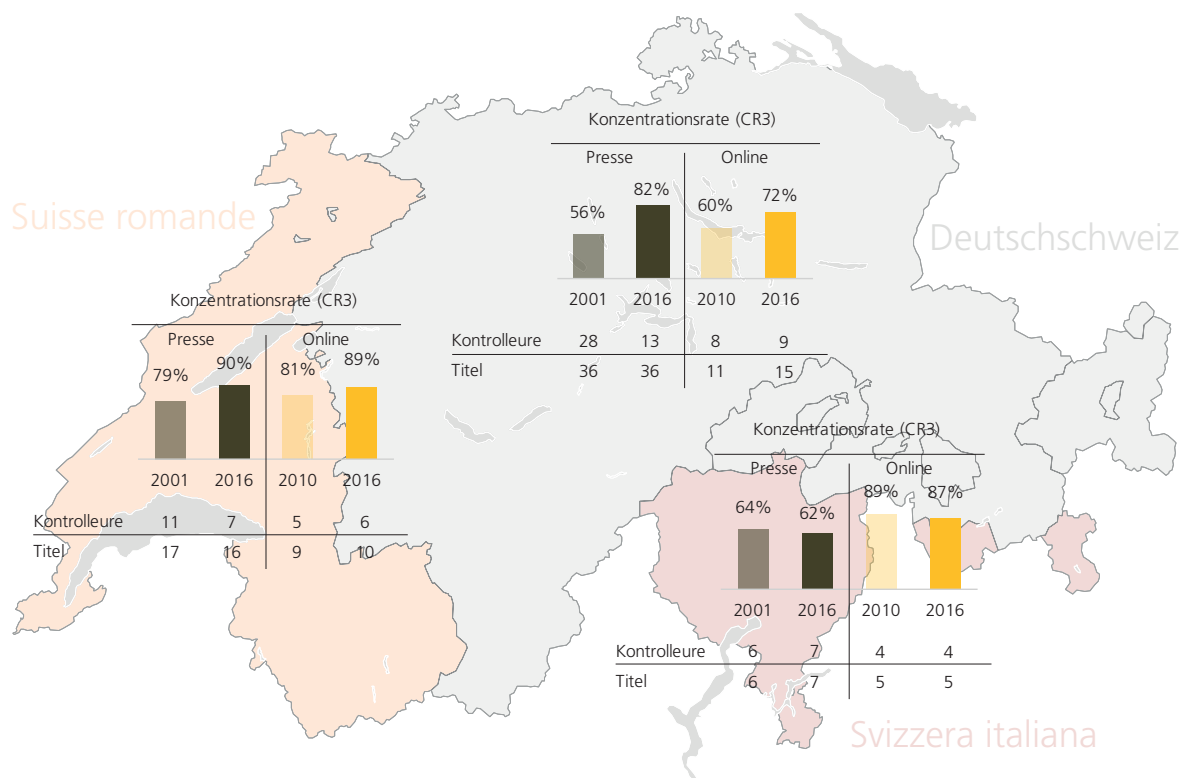 Konzentrationsrate (CR3)
Presse Online
56% 82% 60% 72%
2001 2016 2010 2016
Kontrolleure 28 13 8 9
Titel 36 36 11 15
Suisse romande
Deutschschweiz
Konzentrationsrate (CR3)
Presse Online
79% 90% 81% 89%
2001 2016 2010 2016
Kontrolleure 11 7 5 6
Titel 17 16 9 10
Konzentrationsrate (CR3)
Presse Online
64% 62% 89% 87%
2001 2016 2010 2016
Kontrolleure 6 7 4 4
Titel 6 7 5 5
Svizzera italiana